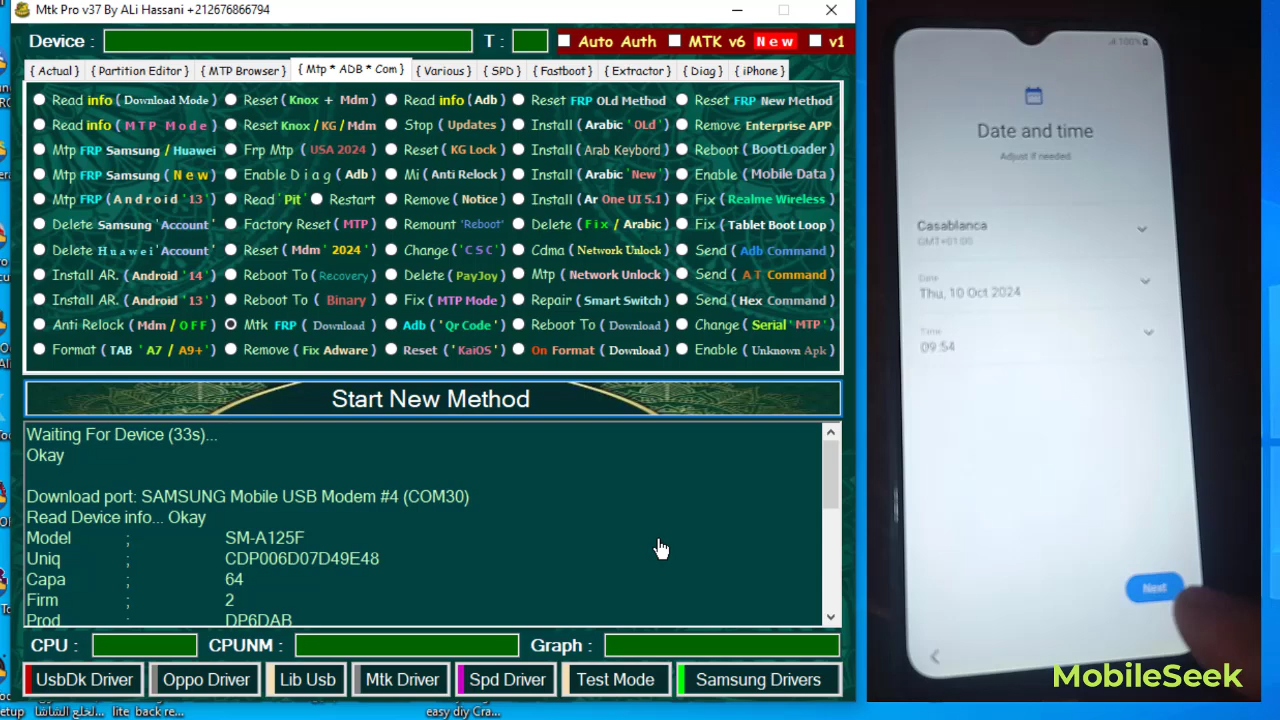 Mtk Pro v37 By ALi Hassani +212676866794
Device : T : Auto Auth MTK v6 New v1
{ Actual } { Partition Editor } { MTP Browser } { Mtp * ADB * Com } { Various } { SPD } { Fastboot } { Extractor } { Diag } { iPhone }
Read info ( Download Mode ) Reset ( Knox + Mdm ) Read info ( Adb ) Reset FRP OLd Method Reset FRP New Method
Read info ( MTP Mode ) Reset Knox / KG / Mdm Stop ( Updates ) Install ( Arabic ' OLd ' ) Remove Enterprise APP
Mtp FRP Samsung / Huawei Frp Mtp ( USA 2024 ) Reset ( KG Lock ) Install ( Arab Keybord ) Reboot ( BootLoader )
Mtp FRP Samsung ( New ) Enable Diag ( Adb ) Mi ( Anti Relock ) Install ( Arabic ' New ' ) Enable ( Mobile Data )
Mtp FRP ( Android ' 13 ' ) Read ' Pit ' Restart Remove ( Notice ) Install ( Ar One UI 5.1 ) Fix ( Realme Wireless )
Delete Samsung ' Account ' Factory Reset ( MTP ) Remount ' Reboot ' Delete ( Fix / Arabic ) Fix ( Tablet Boot Loop )
Delete Huawei ' Account ' Reset ( Mdm ' 2024 ' ) Change ( ' CSC ' ) Cdma ( Network Unlock ) Send ( Adb Command )
Install AR. ( Android ' 14 ' ) Reboot To ( Recovery ) Delete ( PayJoy ) Mtp ( Network Unlock ) Send ( AT Command )
Install AR. ( Android ' 13 ' ) Reboot To ( Binary ) Fix ( MTP Mode ) Repair ( Smart Switch ) Send ( Hex Command )
Anti Relock ( Mdm / OFF ) Mtk FRP ( Download ) Adb ( ' Qr Code ' ) Reboot To ( Download ) Change ( Serial ' MTP ' )
Format ( TAB ' A7 / A9+ ' ) Remove ( Fix Adware ) Reset ( ' KaiOS ' ) On Format ( Download ) Enable ( Unknown Apk )
Start New Method
Waiting For Device (33s)...
Okay
Download port: SAMSUNG Mobile USB Modem #4 (COM30)
Read Device info... Okay
Model ; SM-A125F
Uniq ; CDP006D07D49E48
Capa ; 64
Firm ; 2
Prod ; DP6DAB
CPU : CPUNM : Graph :
UsbDk Driver Oppo Driver Lib Usb Mtk Driver Spd Driver Test Mode Samsung Drivers
easy diy Cra...
100%
Date and time
Adjust if needed.
Casablanca
GMT+01:00
Date
Thu, 10 Oct 2024
Time
09:54
Next
MobileSeek